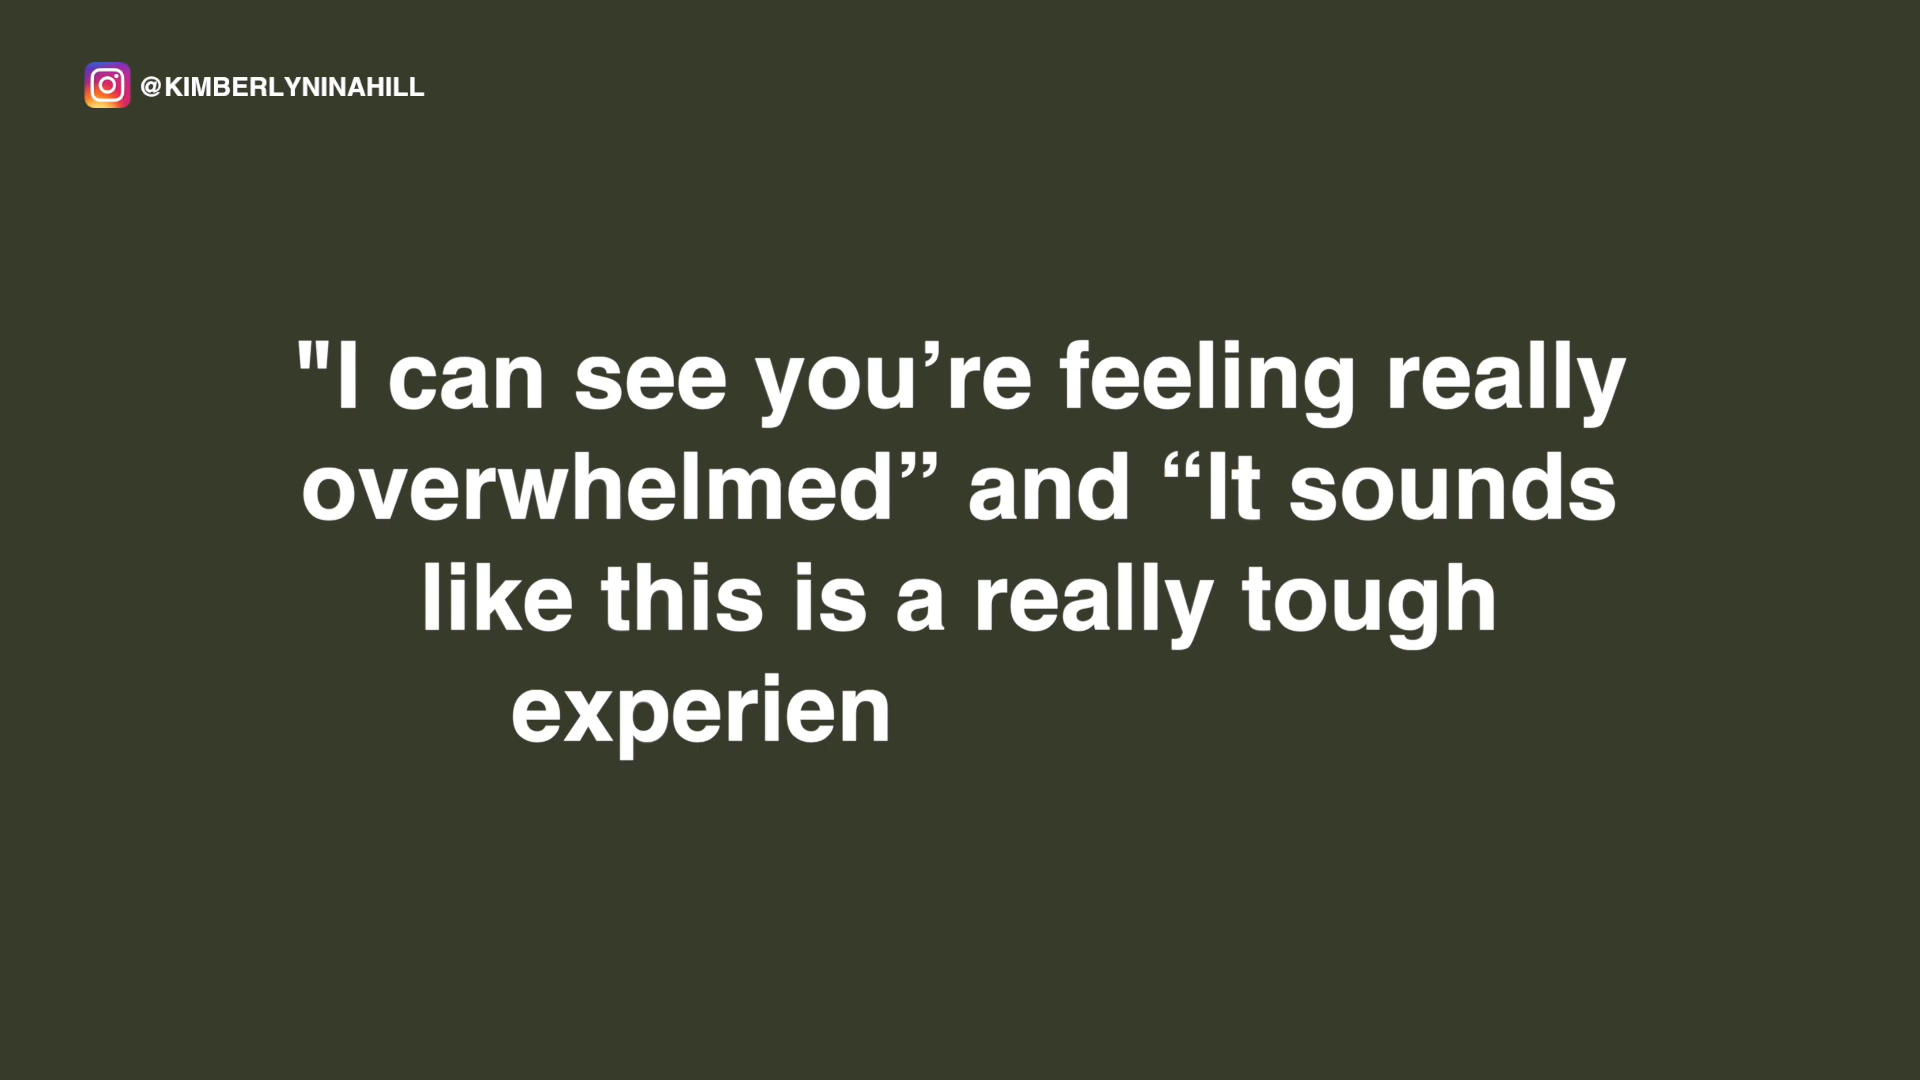 @KIMBERLYNINAHILL
"I can see you’re feeling really
overwhelmed” and “It sounds
like this is a really tough
experien